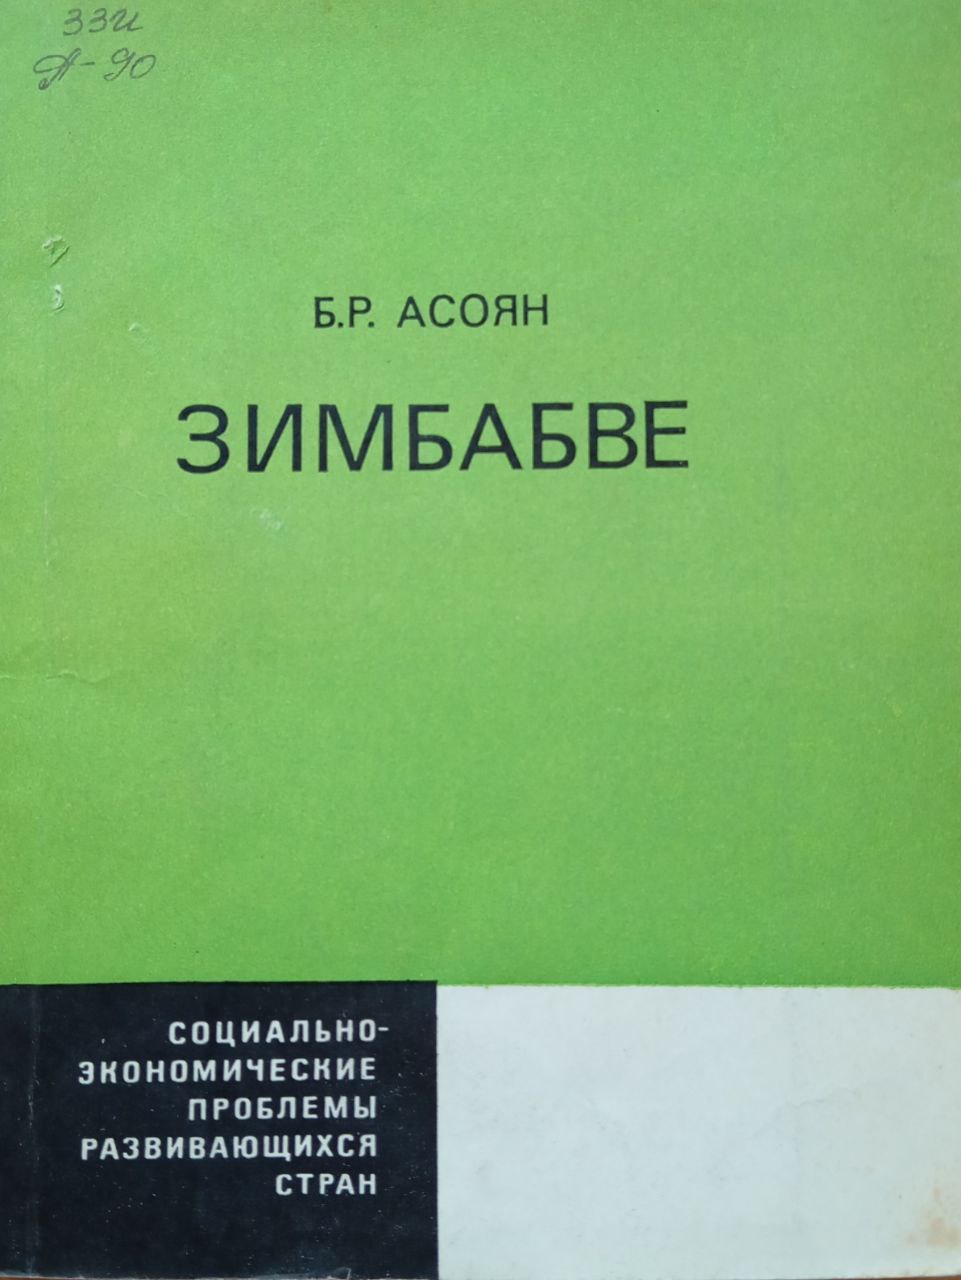 33И
А-90
Б.Р. АСОЯН
ЗИМБАБВЕ
СОЦИАЛЬНО-
ЭКОНОМИЧЕСКИЕ
ПРОБЛЕМЫ
РАЗВИВАЮЩИХСЯ
СТРАН